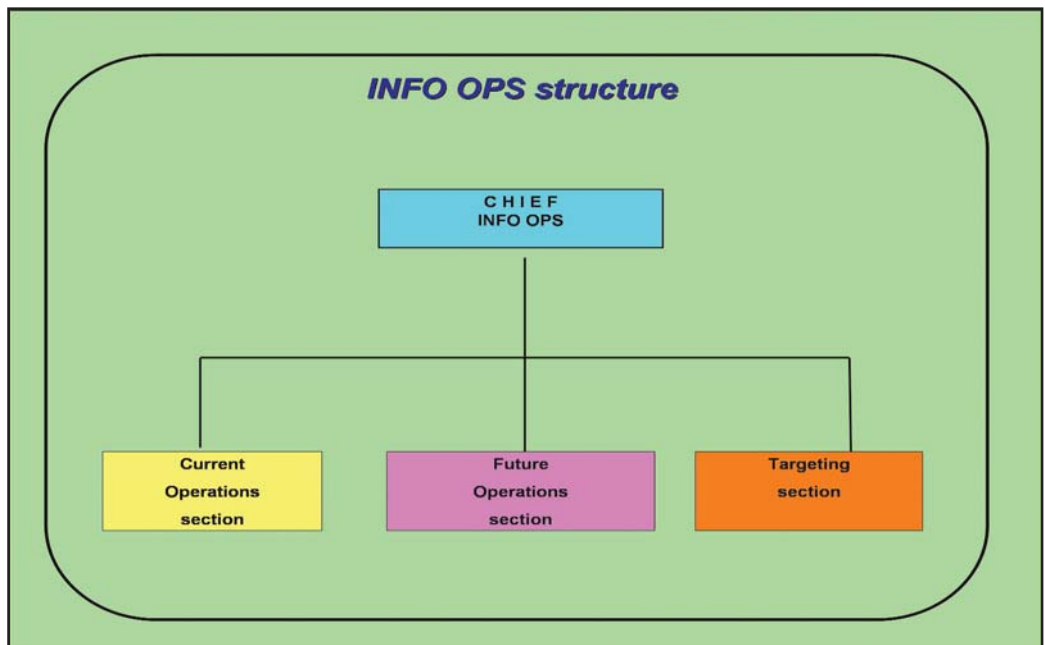 INFO OPS structure
C H I E F
INFO OPS
Current
Operations
section
Future
Operations
section
Targeting
section